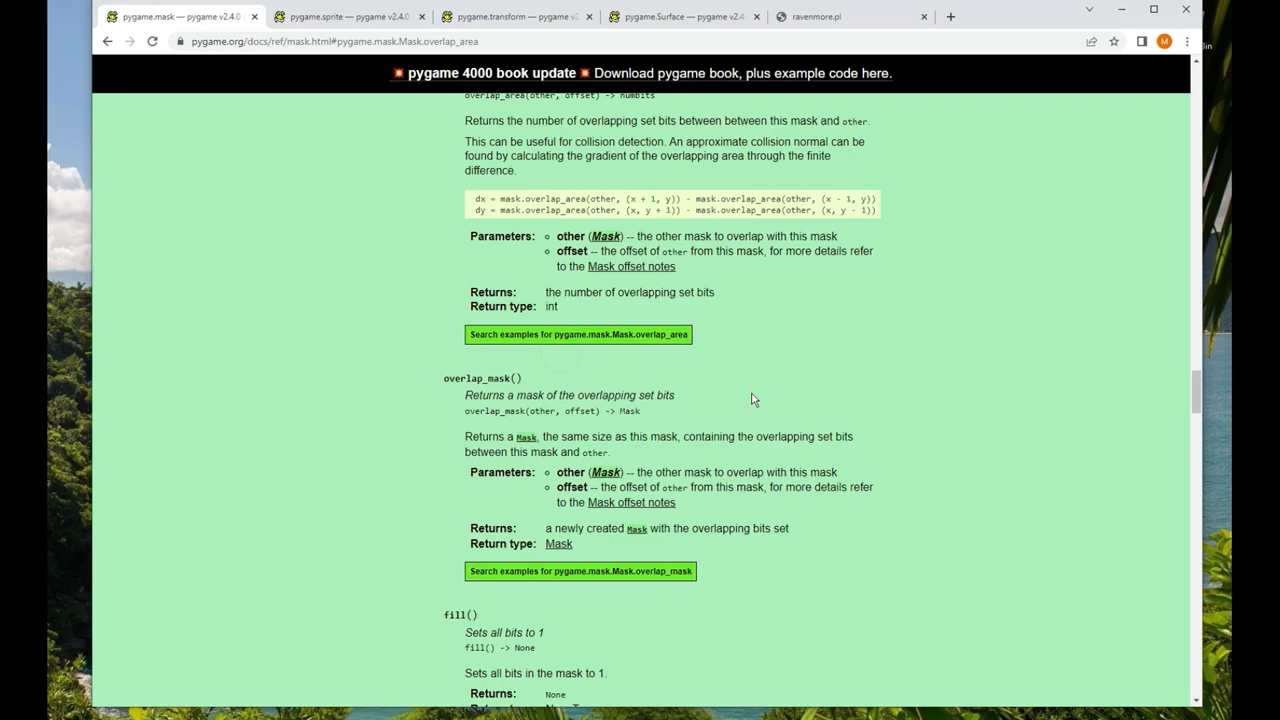 pygame.mask — pygame v2.4.0
pygame.sprite — pygame v2.4.0
pygame.transform — pygame v2
pygame.Surface — pygame v2.4.
ravenmore.pl
pygame.org/docs/ref/mask.html#pygame.mask.Mask.overlap_area
M
💥 pygame 4000 book update 💥 Download pygame book, plus example code here.
overlap_area(other, offset) -> numbits
Returns the number of overlapping set bits between between this mask and other.
This can be useful for collision detection. An approximate collision normal can be
found by calculating the gradient of the overlapping area through the finite
difference.
dx = mask.overlap_area(other, (x + 1, y)) - mask.overlap_area(other, (x - 1, y))
dy = mask.overlap_area(other, (x, y + 1)) - mask.overlap_area(other, (x, y - 1))
Parameters: ◦ other (Mask) -- the other mask to overlap with this mask
◦ offset -- the offset of other from this mask, for more details refer
to the Mask offset notes
Returns: the number of overlapping set bits
Return type: int
Search examples for pygame.mask.Mask.overlap_area
overlap_mask()
Returns a mask of the overlapping set bits
overlap_mask(other, offset) -> Mask
Returns a Mask, the same size as this mask, containing the overlapping set bits
between this mask and other.
Parameters: ◦ other (Mask) -- the other mask to overlap with this mask
◦ offset -- the offset of other from this mask, for more details refer
to the Mask offset notes
Returns: a newly created Mask with the overlapping bits set
Return type: Mask
Search examples for pygame.mask.Mask.overlap_mask
fill()
Sets all bits to 1
fill() -> None
Sets all bits in the mask to 1.
Returns: None